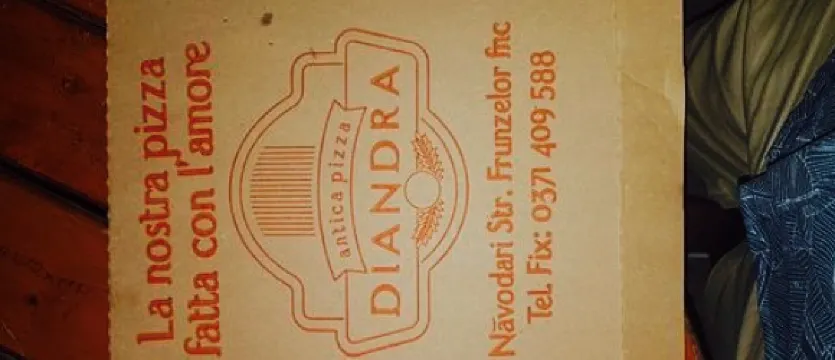 La nostra pizza
fatta con l'amore
antica pizza
DIANDRA
Năvodari Str. Frunzelor fnc
Tel. Fix: 0371 409 588